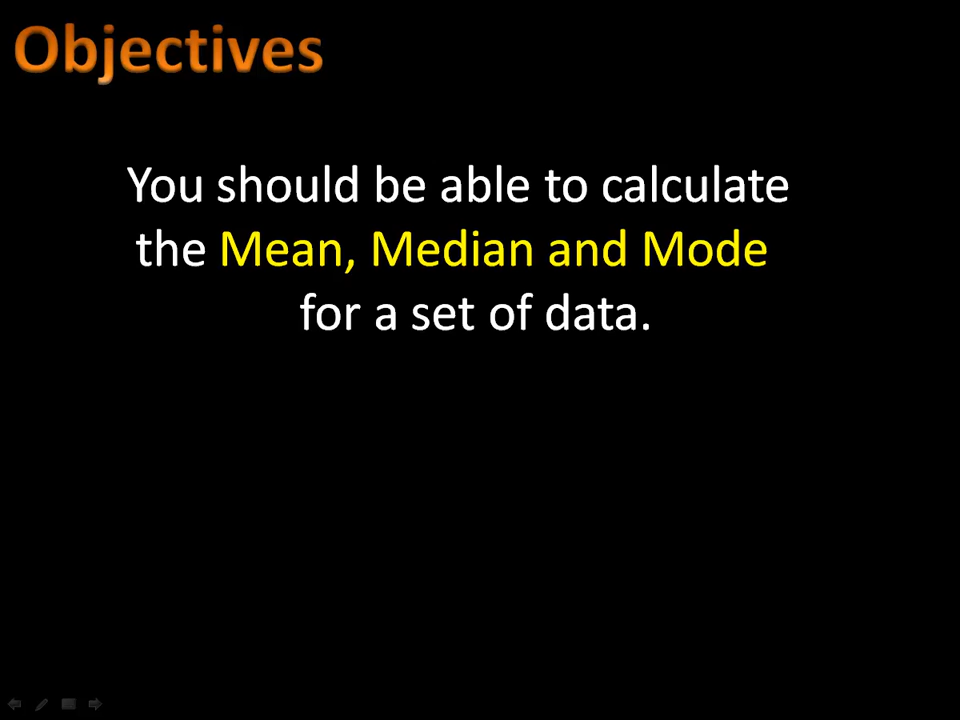 Objectives
You should be able to calculate
the Mean, Median and Mode
for a set of data.